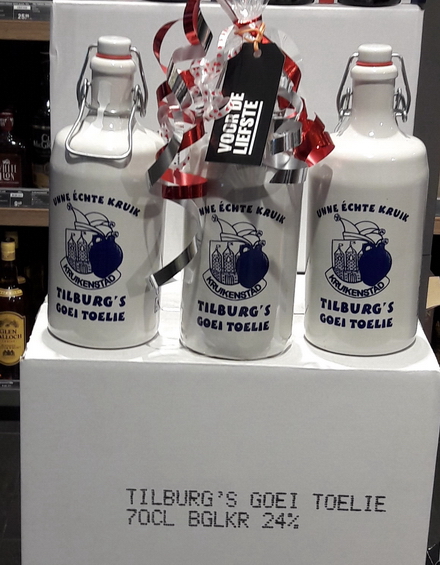 VOOR DE
LIEFSTE
UNNE ÉCHTE KRUIK
KRUIKENSTAD
TILBURG'S
GOEI TOELIE
UNNE ÉCHTE KRUIK
KRUIKENSTAD
TILBURG'S
GOEI TOELIE
UNNE ÉCHTE KRUIK
KRUIKENSTAD
TILBURG'S
GOEI TOELIE
TILBURG'S GOEI TOELIE
70CL BGLKR 24%
GLEN